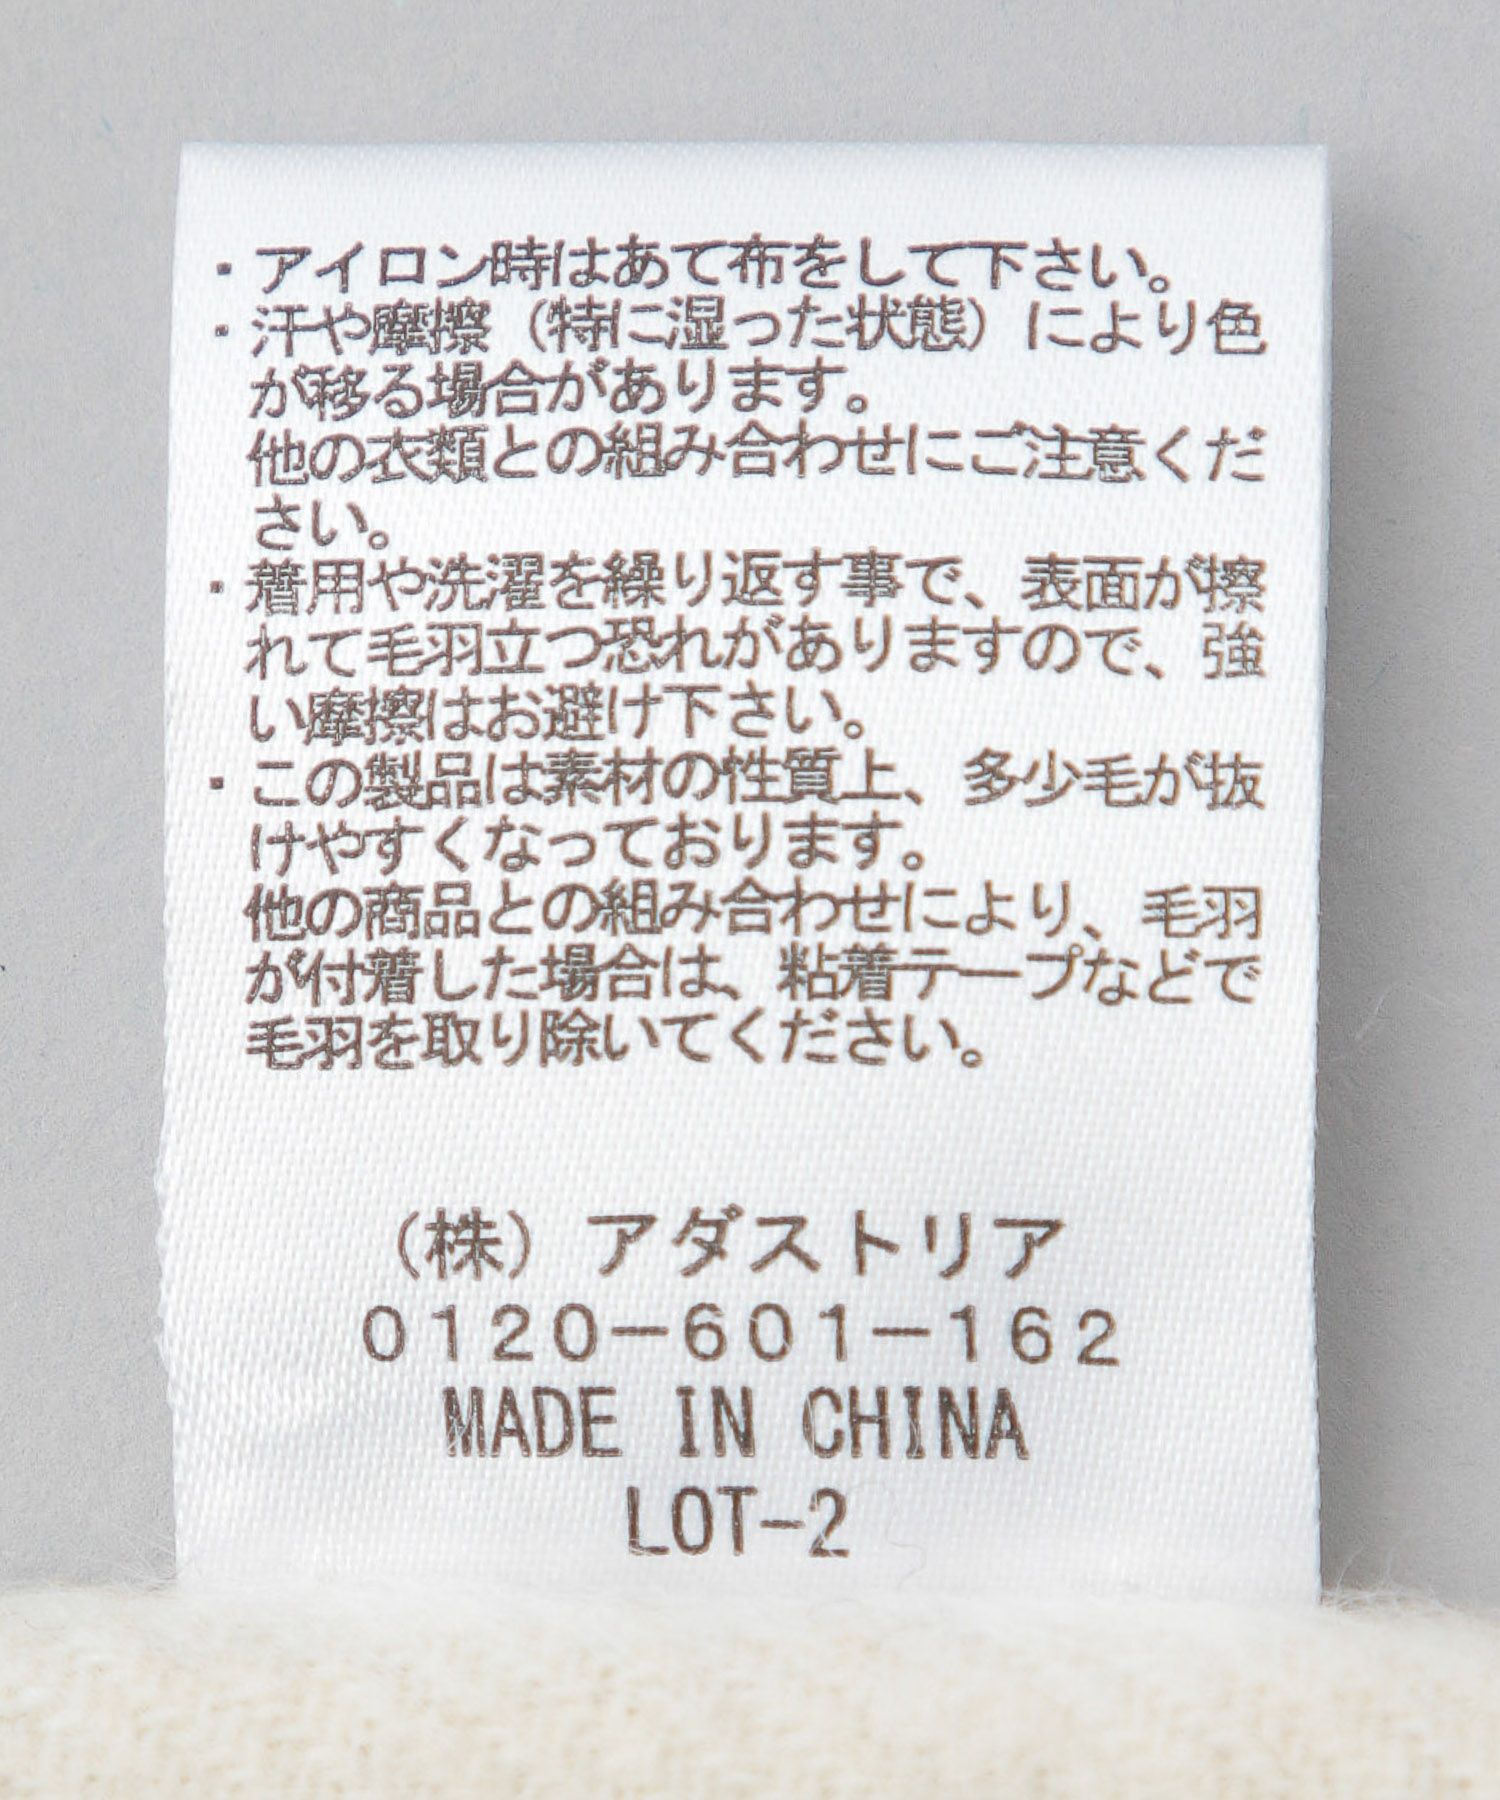 ・アイロン時はあて布をして下さい。
・汗や摩擦（特に湿った状態）により色
が移る場合があります。
他の衣類との組み合わせにご注意くだ
さい。
・着用や洗濯を繰り返す事で、表面が擦
れて毛羽立つ恐れがありますので、強
い摩擦はお避け下さい。
・この製品は素材の性質上、多少毛が抜
けやすくなっております。
他の商品との組み合わせにより、毛羽
が付着した場合は、粘着テープなどで
毛羽を取り除いてください。
（株）アダストリア
０１２０－６０１－１６２
MADE IN CHINA
LOT-2